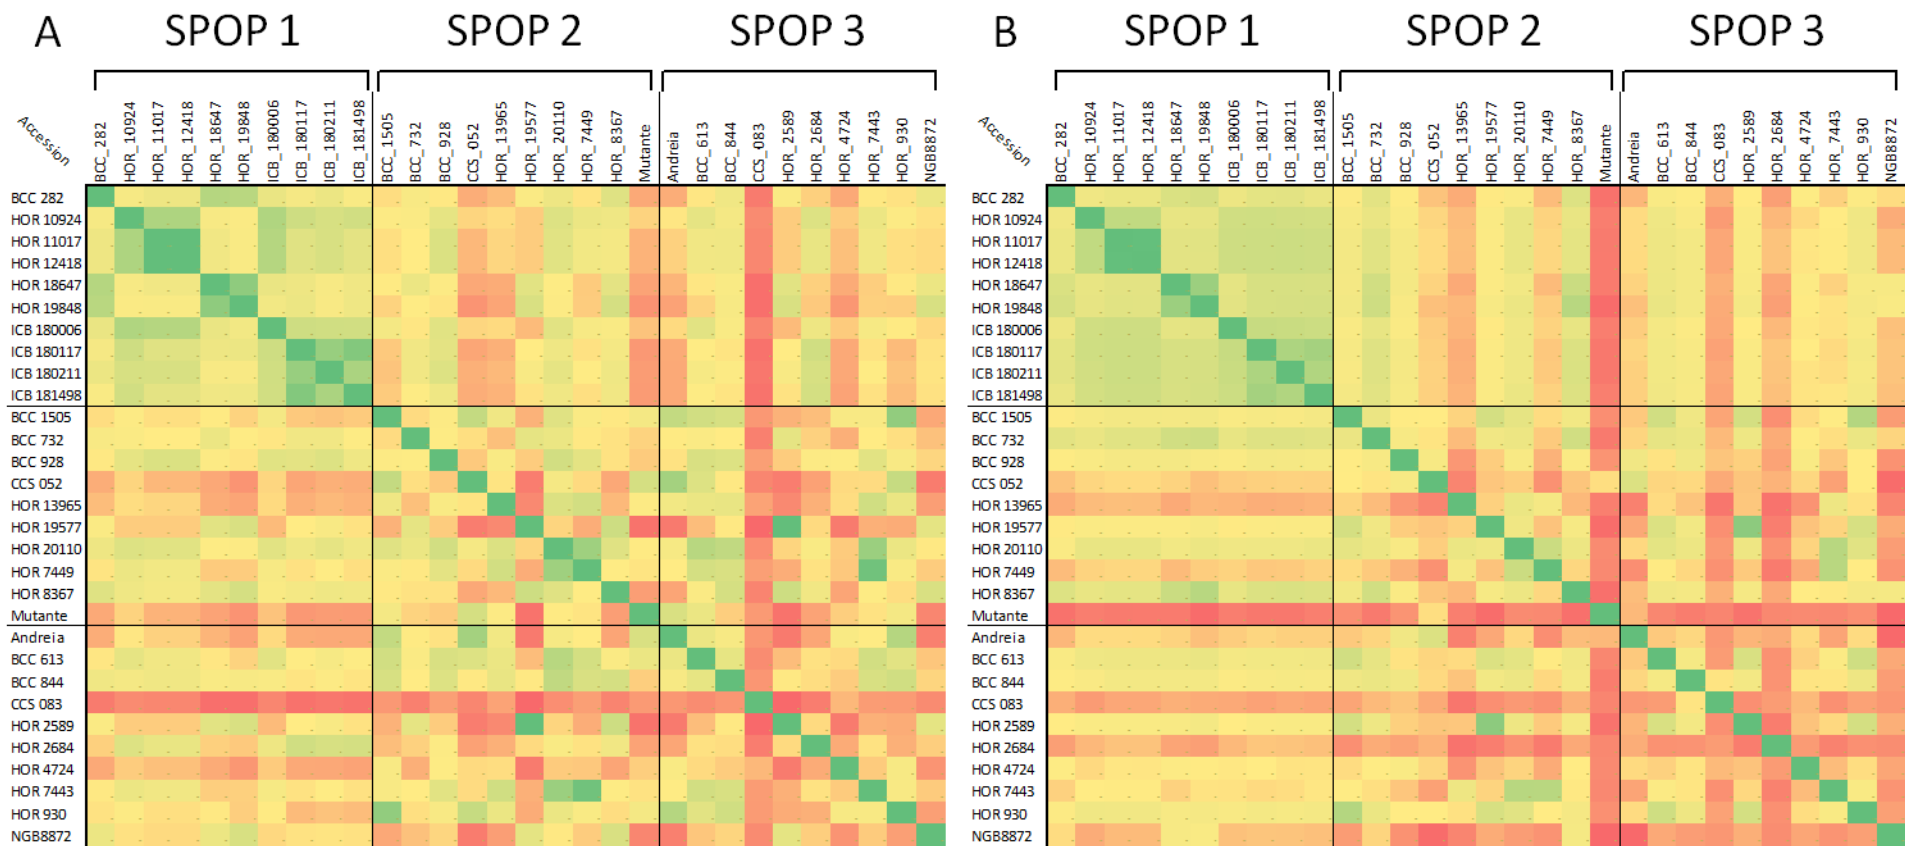 A SPOP 1 SPOP 2 SPOP 3
Accession BCC_282 HOR_10924 HOR_11017 HOR_12418 HOR_18647 HOR_19848 ICB_180006 ICB_180117 ICB_180211 ICB_181498 BCC_1505 BCC_732 BCC_928 CCS_052 HOR_13965 HOR_19577 HOR_20110 HOR_7449 HOR_8367 Mutante Andreia BCC_613 BCC_844 CCS_083 HOR_2589 HOR_2684 HOR_4724 HOR_7443 HOR_930 NGB8872
BCC 282
HOR 10924
HOR 11017
HOR 12418
HOR 18647
HOR 19848
ICB 180006
ICB 180117
ICB 180211
ICB 181498
BCC 1505
BCC 732
BCC 928
CCS 052
HOR 13965
HOR 19577
HOR 20110
HOR 7449
HOR 8367
Mutante
Andreia
BCC 613
BCC 844
CCS 083
HOR 2589
HOR 2684
HOR 4724
HOR 7443
HOR 930
NGB8872
B SPOP 1 SPOP 2 SPOP 3
Accession BCC_282 HOR_10924 HOR_11017 HOR_12418 HOR_18647 HOR_19848 ICB_180006 ICB_180117 ICB_180211 ICB_181498 BCC_1505 BCC_732 BCC_928 CCS_052 HOR_13965 HOR_19577 HOR_20110 HOR_7449 HOR_8367 Mutante Andreia BCC_613 BCC_844 CCS_083 HOR_2589 HOR_2684 HOR_4724 HOR_7443 HOR_930 NGB8872
BCC 282
HOR 10924
HOR 11017
HOR 12418
HOR 18647
HOR 19848
ICB 180006
ICB 180117
ICB 180211
ICB 181498
BCC 1505
BCC 732
BCC 928
CCS 052
HOR 13965
HOR 19577
HOR 20110
HOR 7449
HOR 8367
Mutante
Andreia
BCC 613
BCC 844
CCS 083
HOR 2589
HOR 2684
HOR 4724
HOR 7443
HOR 930
NGB8872